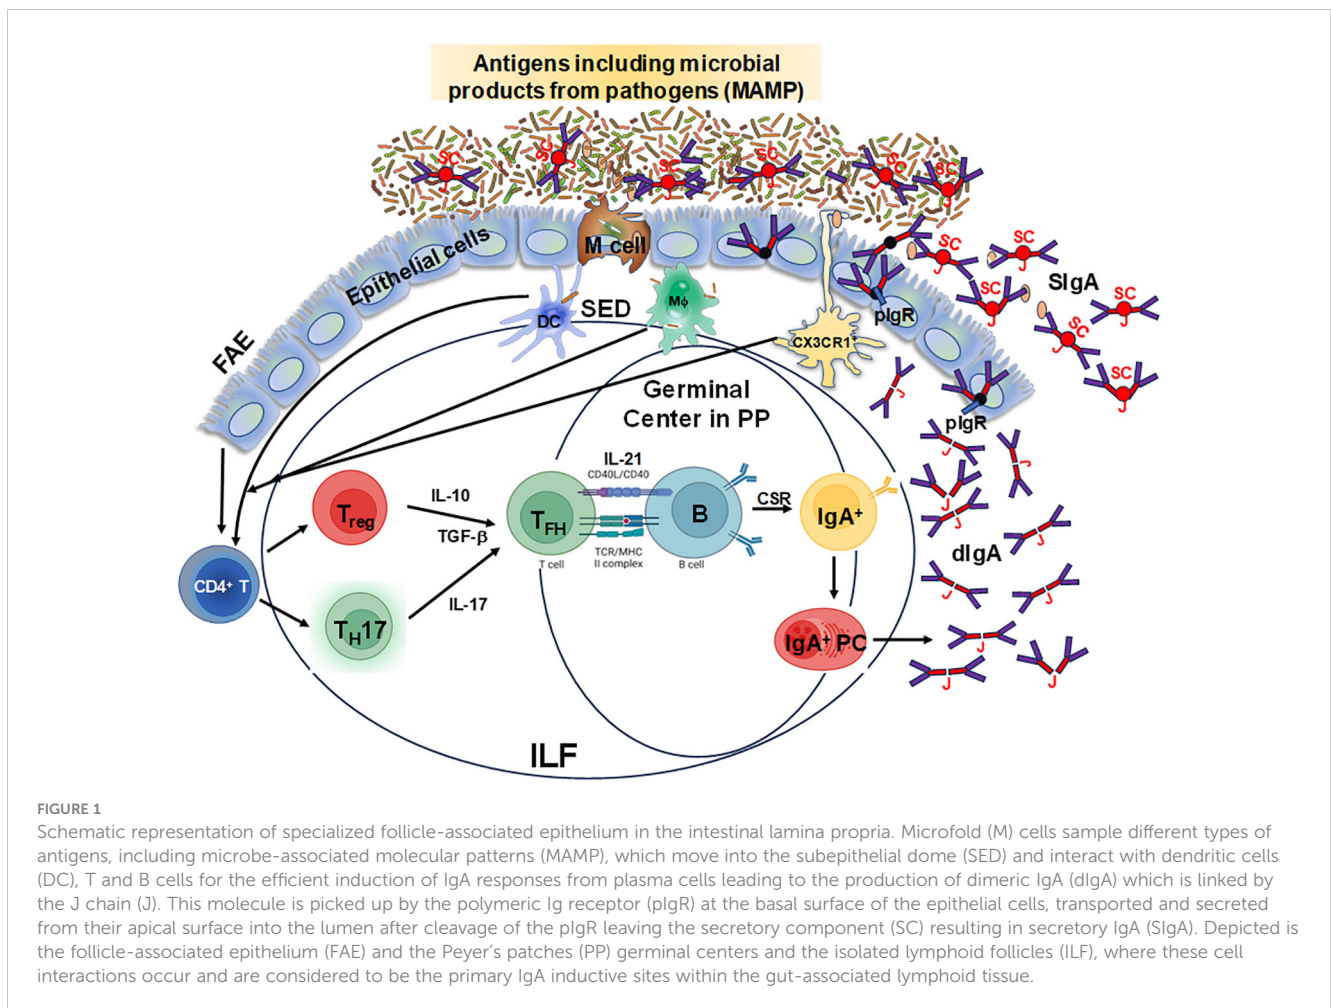 Antigens including microbial
products from pathogens (MAMP)
SC
J
SC
J
SC
J
SC
J
SC
J
SC
J
M cell
Epithelial cells
FAE
DC
SED
Mϕ
CX3CR1⁺
pIgR
SC
J
SC
J
SIgA
SC
J
SC
J
SC
J
SC
J
pIgR
Germinal
Center in PP
IL-21
CD40L/CD40
Treg
IL-10
TGF-β
TFH
T cell
TCR/MHC
II complex
B
B cell
CSR
IgA⁺
CD4⁺ T
TH17
IL-17
IgA⁺ PC
dIgA
J
J
J
J
J
J
J
J
J
J
J
ILF
FIGURE 1
Schematic representation of specialized follicle-associated epithelium in the intestinal lamina propria. Microfold (M) cells sample different types of
antigens, including microbe-associated molecular patterns (MAMP), which move into the subepithelial dome (SED) and interact with dendritic cells
(DC), T and B cells for the efficient induction of IgA responses from plasma cells leading to the production of dimeric IgA (dIgA) which is linked by
the J chain (J). This molecule is picked up by the polymeric Ig receptor (pIgR) at the basal surface of the epithelial cells, transported and secreted
from their apical surface into the lumen after cleavage of the pIgR leaving the secretory component (SC) resulting in secretory IgA (SIgA). Depicted is
the follicle-associated epithelium (FAE) and the Peyer’s patches (PP) germinal centers and the isolated lymphoid follicles (ILF), where these cell
interactions occur and are considered to be the primary IgA inductive sites within the gut-associated lymphoid tissue.